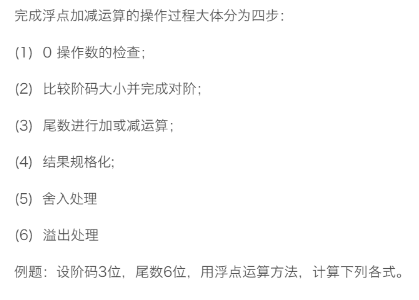 完成浮点加减运算的操作过程大体分为四步：
(1) 0 操作数的检查；
(2) 比较阶码大小并完成对阶；
(3) 尾数进行加或减运算；
(4) 结果规格化;
(5) 舍入处理
(6) 溢出处理
例题：设阶码3位，尾数6位，用浮点运算方法，计算下列各式。